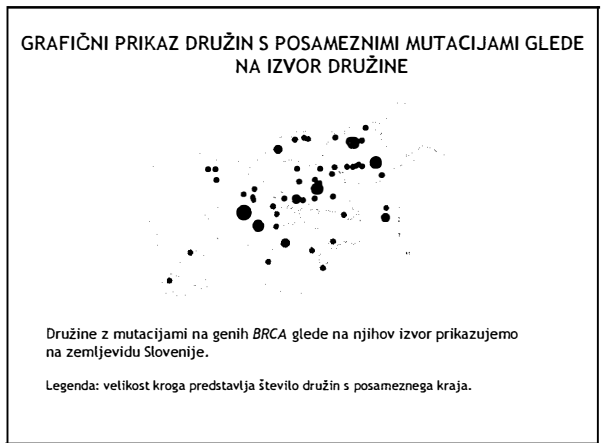 GRAFIČNI PRIKAZ DRUŽIN S POSAMEZNIMI MUTACIJAMI GLEDE
NA IZVOR DRUŽINE
Družine z mutacijami na genih BRCA glede na njihov izvor prikazujemo
na zemljevidu Slovenije.
Legenda: velikost kroga predstavlja število družin s posameznega kraja.